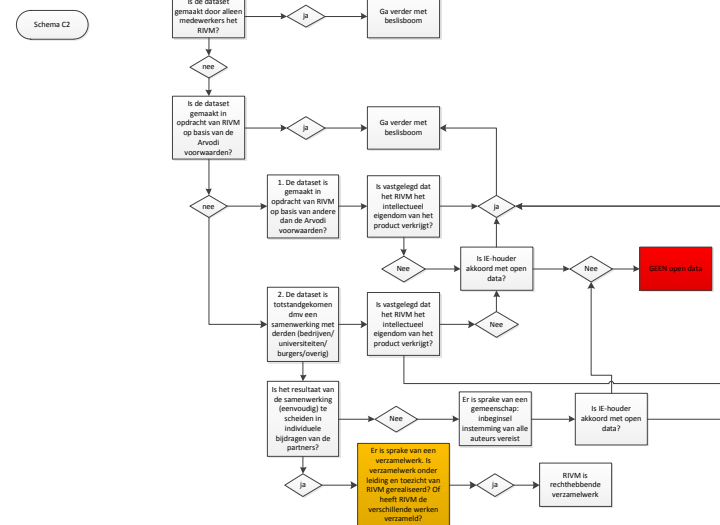 Schema C2
Is de dataset
gemaakt door alleen
medewerkers het
RIVM?
ja
Ga verder met
beslisboom
nee
Is de dataset
gemaakt in
opdracht van RIVM
op basis van de
Arvodi
voorwaarden?
ja
Ga verder met
beslisboom
nee
1. De dataset is
gemaakt in
opdracht van RIVM
op basis van andere
dan de Arvodi
voorwaarden?
Is vastgelegd dat
het RIVM het
intellectueel
eigendom van het
product verkrijgt?
ja
Nee
Is IE-houder
akkoord met open
data?
Nee
GEEN open data
2. De dataset is
totstandgekomen
dmv een
samenwerking met
derden (bedrijven/
universiteiten/
burgers/overig)
Is vastgelegd dat
het RIVM het
intellectueel
eigendom van het
product verkrijgt?
Nee
Is het resultaat van
de samenwerking
(eenvoudig) te
scheiden in
individuele
bijdragen van de
partners?
Nee
Er is sprake van een
gemeenschap:
inbeginsel
instemming van alle
auteurs vereist
Is IE-houder
akkoord met open
data?
ja
Er is sprake van een
verzamelwerk. Is
verzamelwerk onder
leiding en toezicht van
RIVM gerealiseerd? Of
heeft RIVM de
verschillende werken
verzameld?
ja
RIVM is
rechthebbende
verzamelwerk